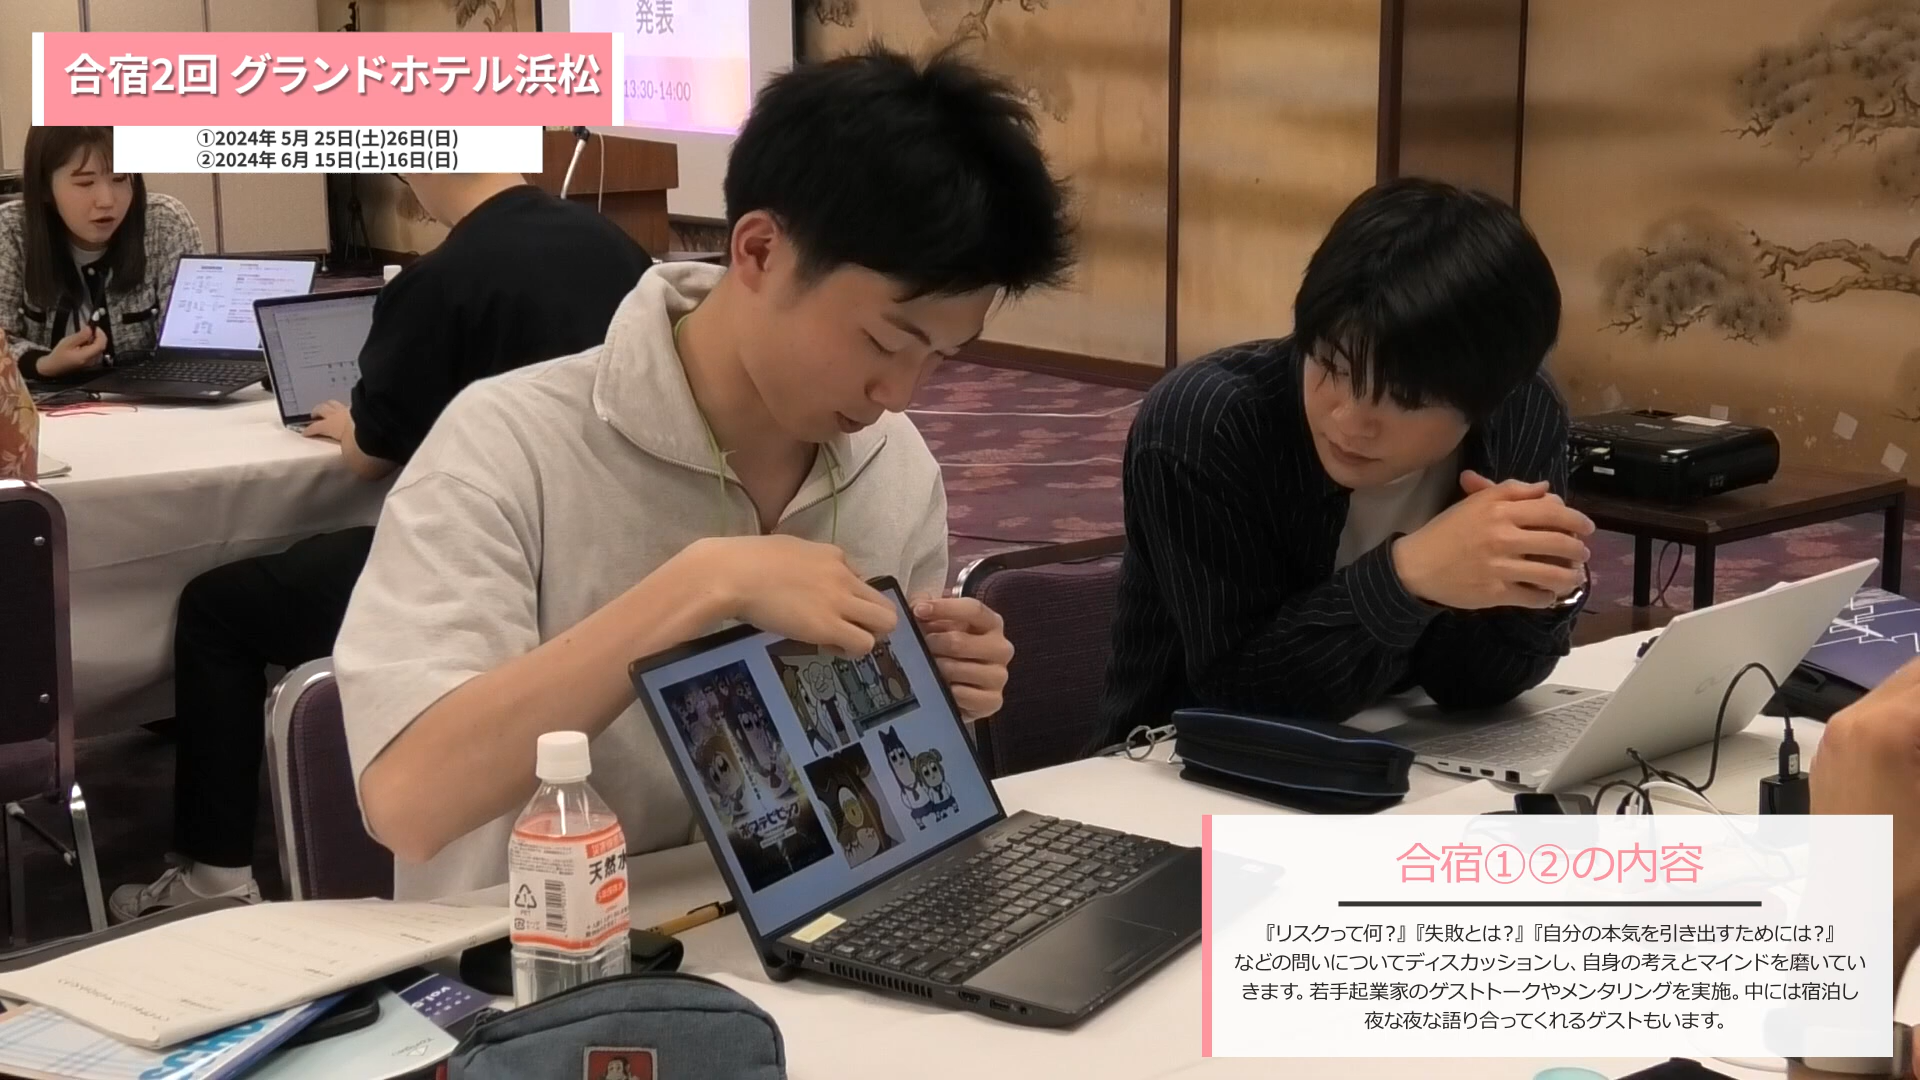 発表
13:30-14:00
合宿2回 グランドホテル浜松
①2024年 5月 25日(土)26日(日)
②2024年 6月 15日(土)16日(日)
ポプテピピック
天然水
PET
合宿①②の内容
『リスクって何？』『失敗とは？』『自分の本気を引き出すためには？』
などの問いについてディスカッションし、自身の考えとマインドを磨いてい
きます。若手起業家のゲストトークやメンタリングを実施。中には宿泊し
夜な夜な語り合ってくれるゲストもいます。